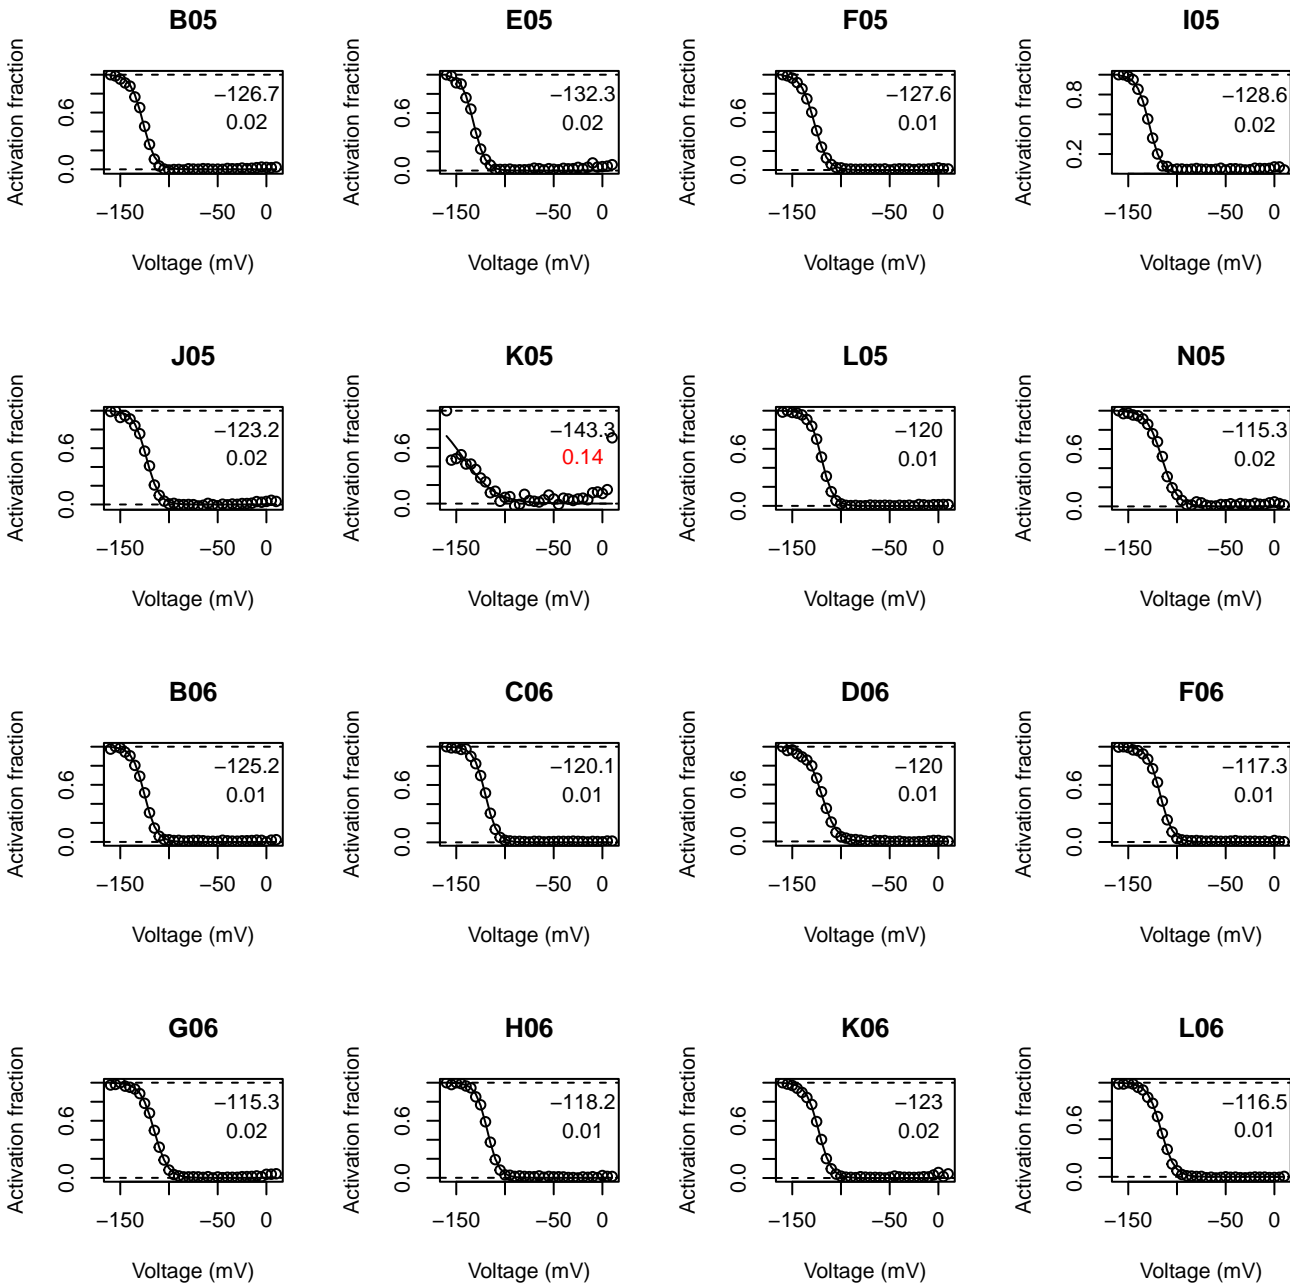 B05
Activation fraction
0.0 0.6
−126.7
0.02
−150 −50 0
Voltage (mV)
E05
Activation fraction
0.0 0.6
−132.3
0.02
−150 −50 0
Voltage (mV)
F05
Activation fraction
0.0 0.6
−127.6
0.01
−150 −50 0
Voltage (mV)
I05
Activation fraction
0.2 0.8
−128.6
0.02
−150 −50 0
Voltage (mV)
J05
Activation fraction
0.0 0.6
−123.2
0.02
−150 −50 0
Voltage (mV)
K05
Activation fraction
0.0 0.6
−143.3
0.14
−150 −50 0
Voltage (mV)
L05
Activation fraction
0.0 0.6
−120
0.01
−150 −50 0
Voltage (mV)
N05
Activation fraction
0.0 0.6
−115.3
0.02
−150 −50 0
Voltage (mV)
B06
Activation fraction
0.0 0.6
−125.2
0.01
−150 −50 0
Voltage (mV)
C06
Activation fraction
0.0 0.6
−120.1
0.01
−150 −50 0
Voltage (mV)
D06
Activation fraction
0.0 0.6
−120
0.01
−150 −50 0
Voltage (mV)
F06
Activation fraction
0.0 0.6
−117.3
0.01
−150 −50 0
Voltage (mV)
G06
Activation fraction
0.0 0.6
−115.3
0.02
−150 −50 0
Voltage (mV)
H06
Activation fraction
0.0 0.6
−118.2
0.01
−150 −50 0
Voltage (mV)
K06
Activation fraction
0.0 0.6
−123
0.02
−150 −50 0
Voltage (mV)
L06
Activation fraction
0.0 0.6
−116.5
0.01
−150 −50 0
Voltage (mV)